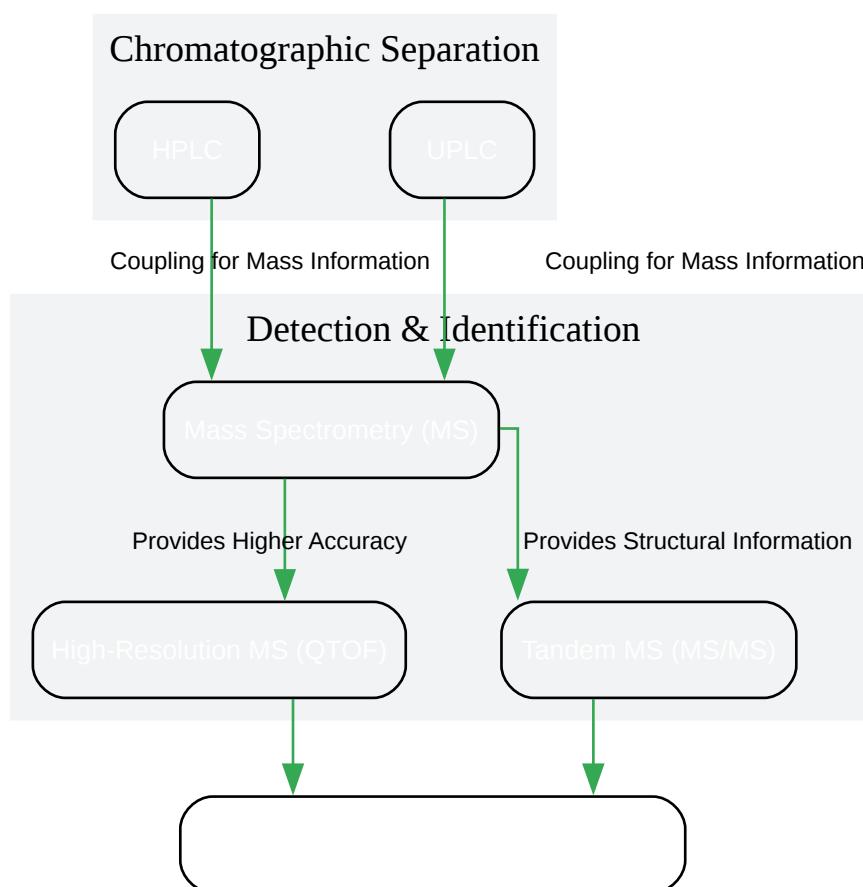 Chromatographic Separation
HPLC
UPLC
Coupling for Mass Information
Coupling for Mass Information
Detection & Identification
Mass Spectrometry (MS)
Provides Higher Accuracy
Provides Structural Information
High-Resolution MS (QTOF)
Tandem MS (MS/MS)